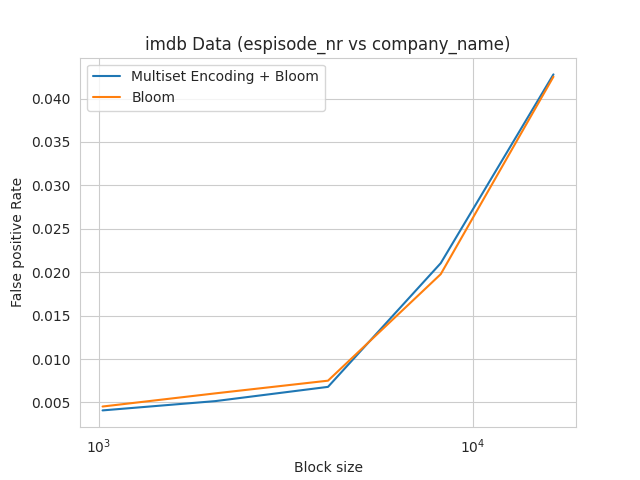 imdb Data (espisode_nr vs company_name)
Multiset Encoding + Bloom
Bloom
False positive Rate
0.040
0.035
0.030
0.025
0.020
0.015
0.010
0.005
10³
10⁴
Block size